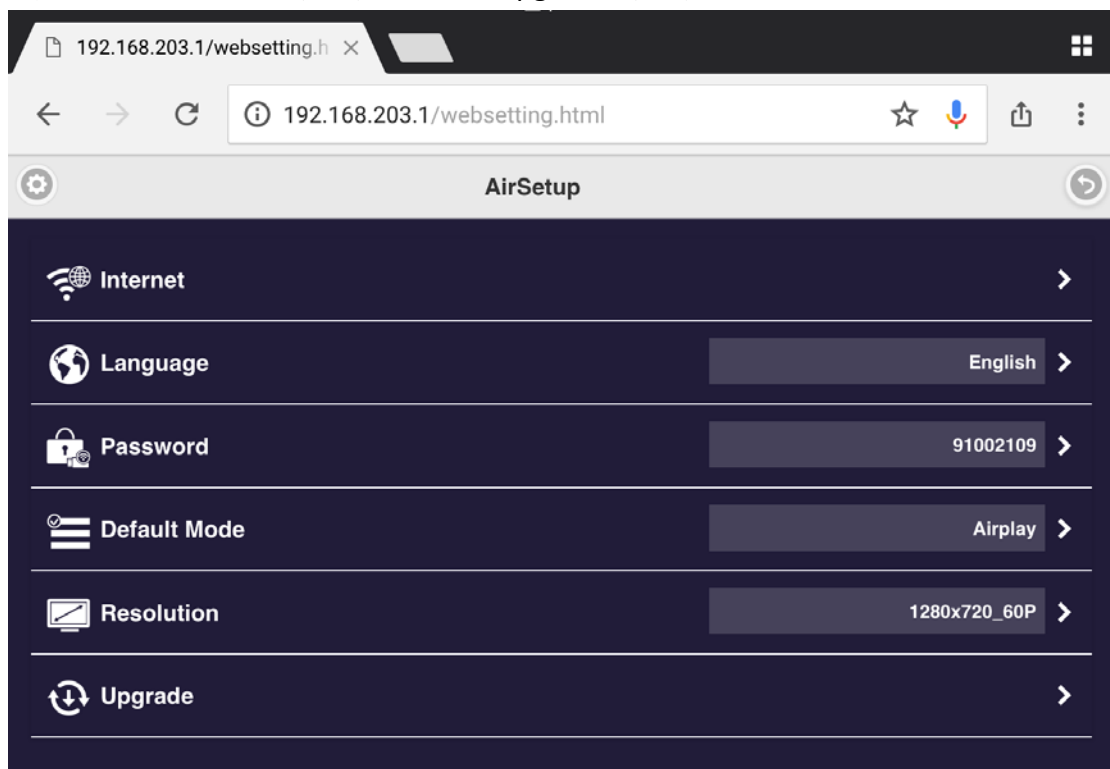 192.168.203.1/websetting.h
192.168.203.1/websetting.html
AirSetup
Internet
Language English
Password 91002109
Default Mode Airplay
Resolution 1280x720_60P
Upgrade